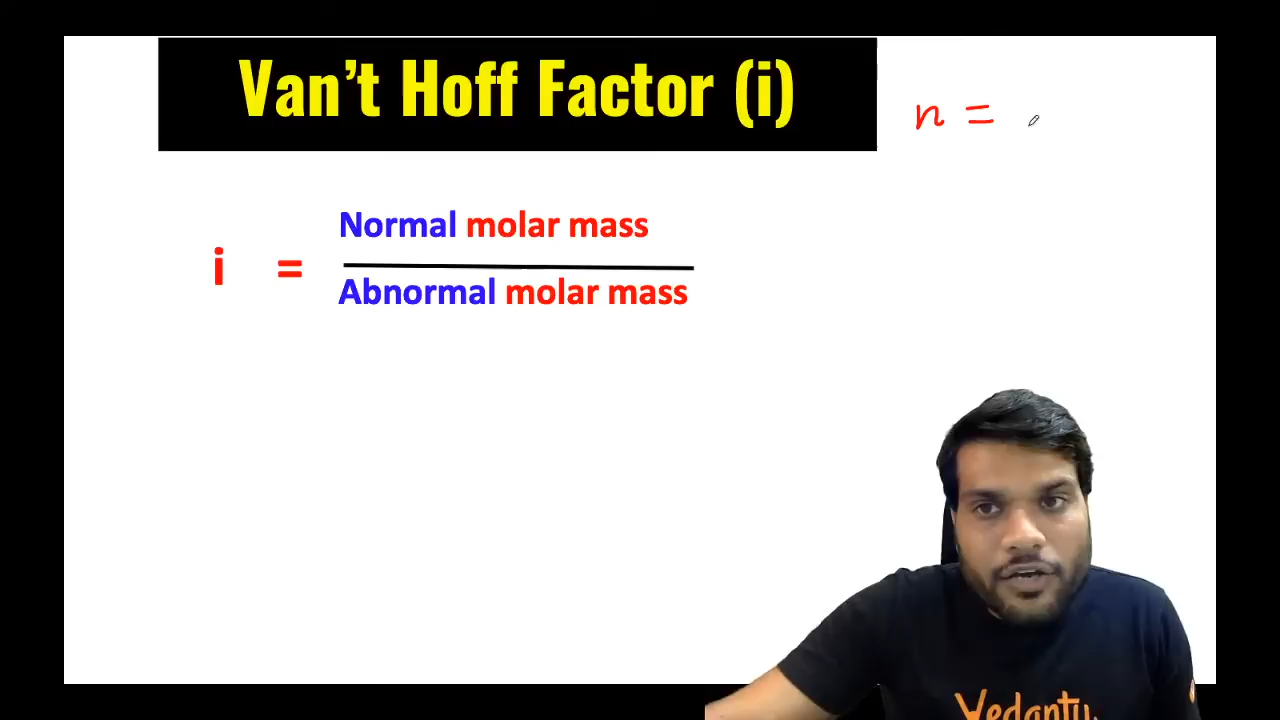 Van't Hoff Factor (i)
n =
Normal molar mass
i =
Abnormal molar mass
Vedantu